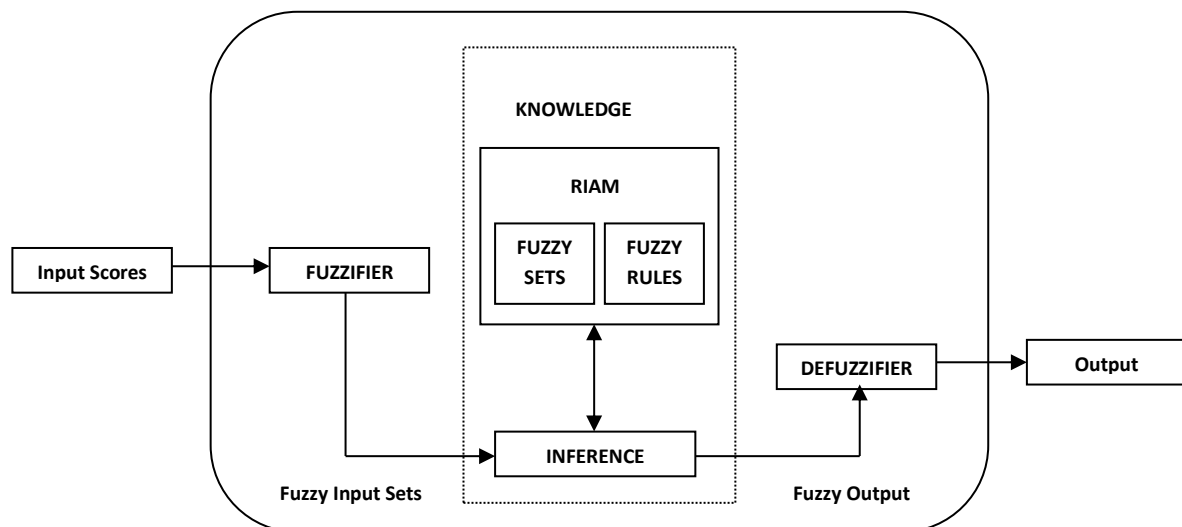 KNOWLEDGE
RIAM
FUZZY
SETS
FUZZY
RULES
Input Scores
FUZZIFIER
DEFUZZIFIER
Output
INFERENCE
Fuzzy Input Sets
Fuzzy Output